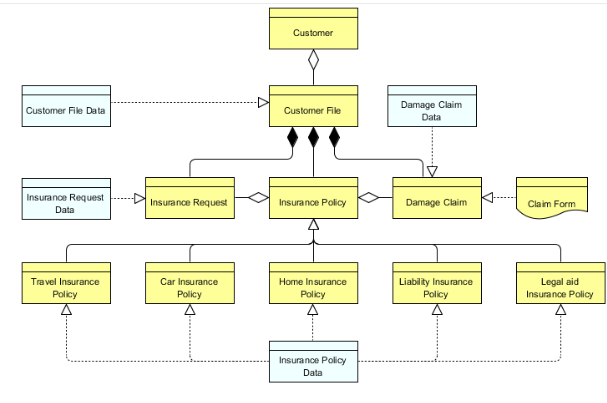 Customer
Customer File Data
Customer File
Damage Claim
Data
Insurance Request
Data
Insurance Request
Insurance Policy
Damage Claim
Claim Form
Travel Insurance
Policy
Car Insurance
Policy
Home Insurance
Policy
Liability Insurance
Policy
Legal aid
Insurance Policy
Insurance Policy
Data